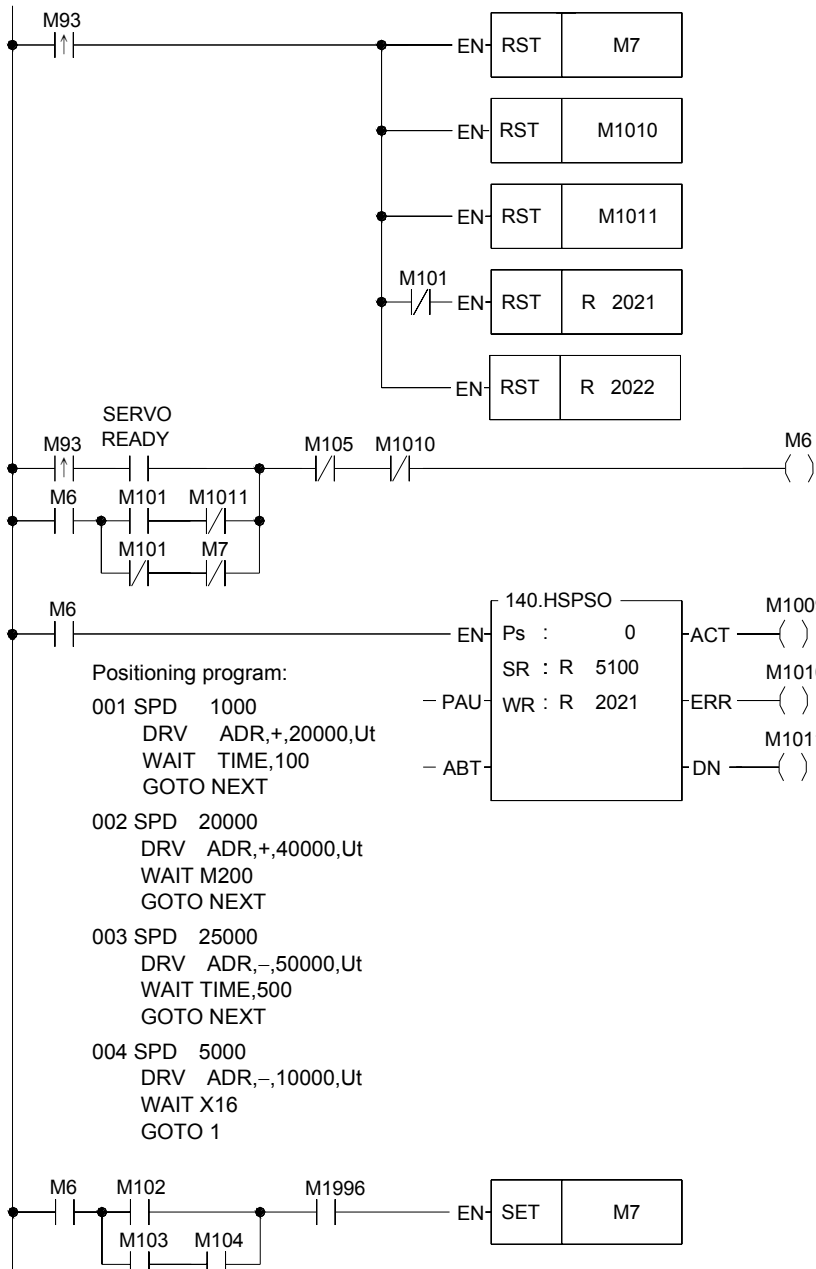 M93
EN RST M7
EN RST M1010
EN RST M1011
M101
EN RST R 2021
EN RST R 2022
SERVO
READY
M93 M105 M1010 M6
M6 M101 M1011
M101 M7
M6
140.HSPSO
EN Ps : 0 ACT M1009
SR : R 5100
PAU WR : R 2021 ERR M1010
ABT DN M101
Positioning program:
001 SPD 1000
DRV ADR,+,20000,Ut
WAIT TIME,100
GOTO NEXT
002 SPD 20000
DRV ADR,+,40000,Ut
WAIT M200
GOTO NEXT
003 SPD 25000
DRV ADR,−,50000,Ut
WAIT TIME,500
GOTO NEXT
004 SPD 5000
DRV ADR,−,10000,Ut
WAIT X16
GOTO 1
M6 M102 M1996
EN SET M7
M103 M104